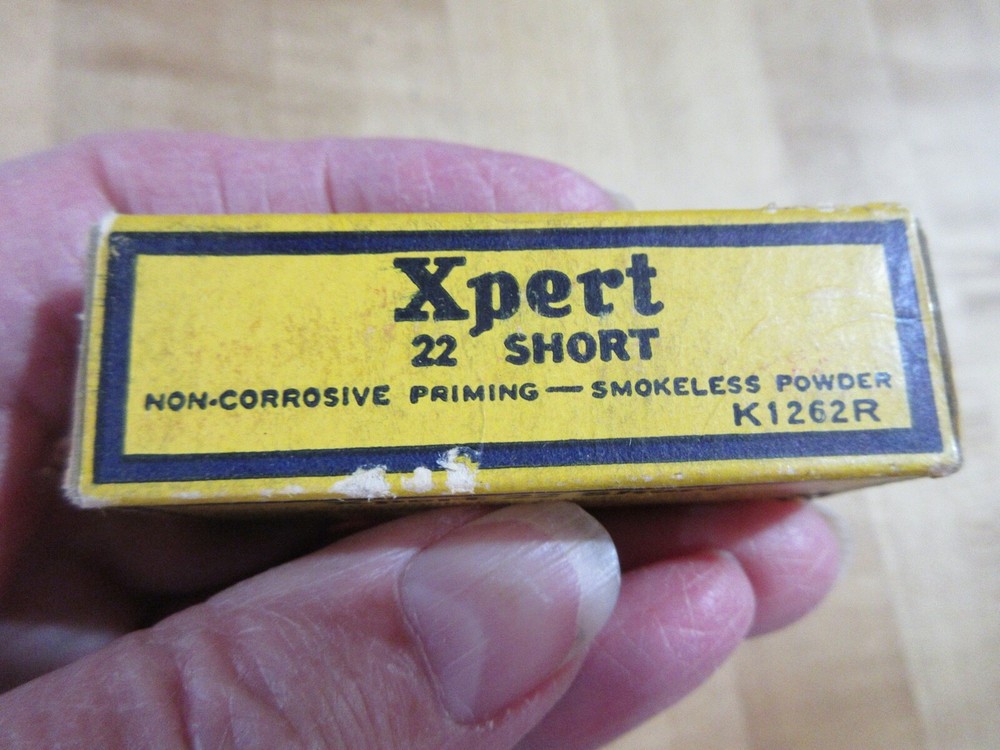 Xpert
22 SHORT
NON-CORROSIVE PRIMING — SMOKELESS POWDER
K1262R